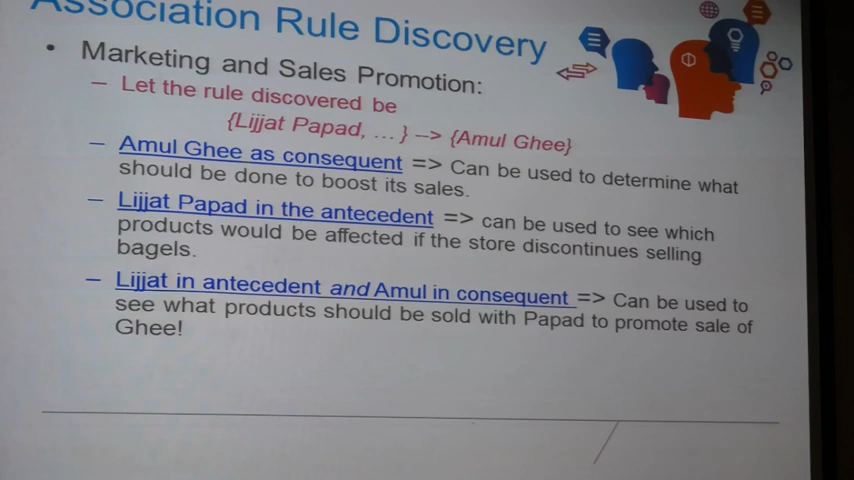 Association Rule Discovery
• Marketing and Sales Promotion:
– Let the rule discovered be
{Lijjat Papad, ... } --> {Amul Ghee}
– Amul Ghee as consequent => Can be used to determine what
should be done to boost its sales.
– Lijjat Papad in the antecedent => can be used to see which
products would be affected if the store discontinues selling
bagels.
– Lijjat in antecedent and Amul in consequent => Can be used to
see what products should be sold with Papad to promote sale of
Ghee!